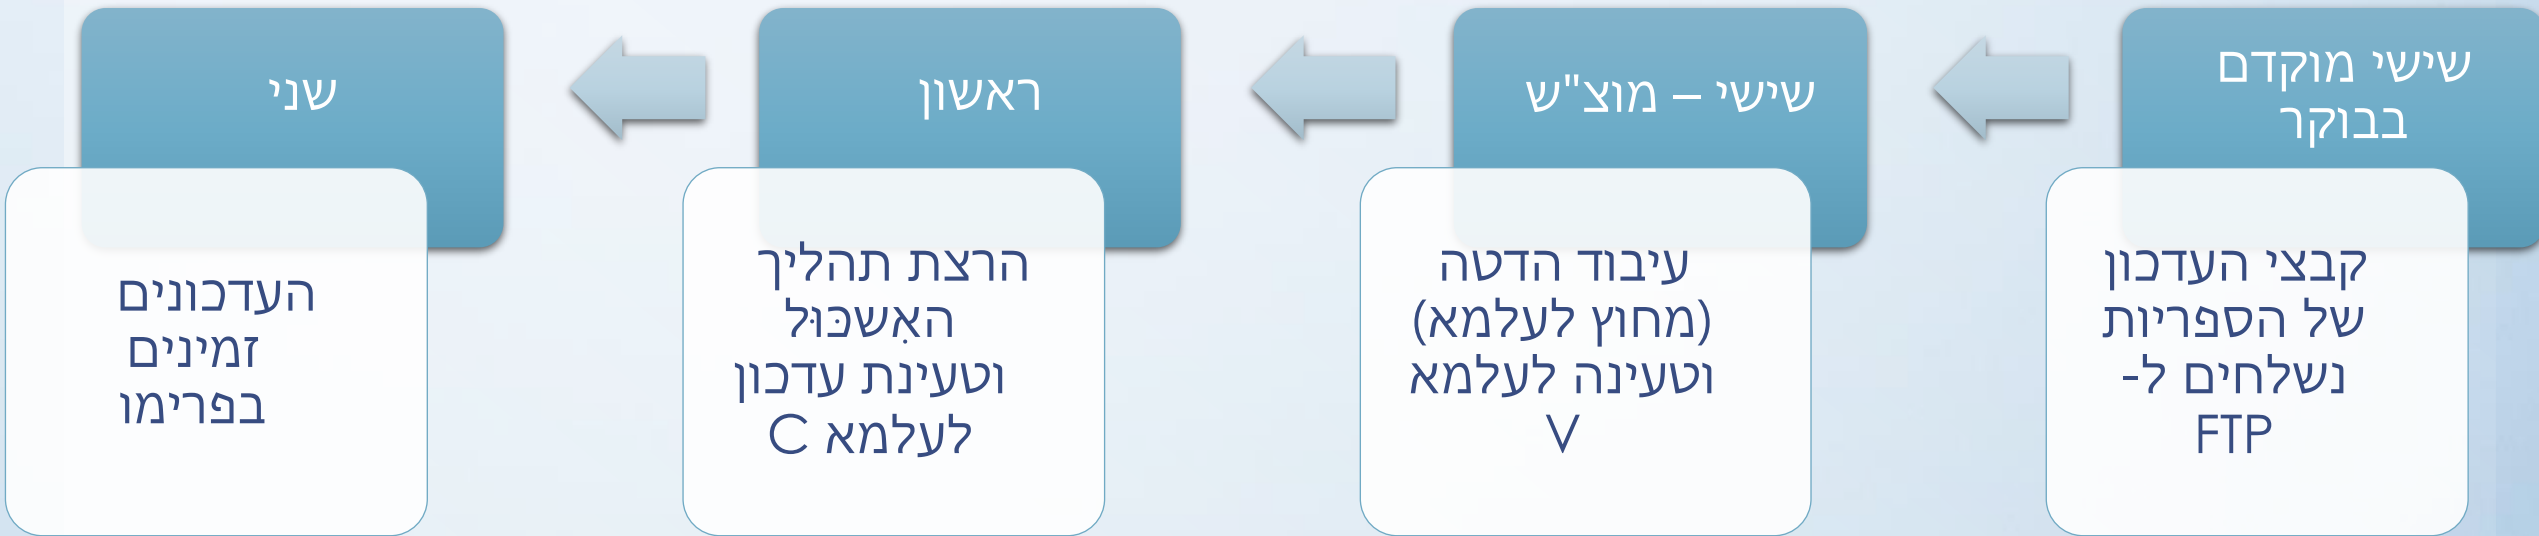 שישי מוקדם
בבוקר
קבצי העדכון
של הספריות
נשלחים ל-
FTP
שישי – מוצ"ש
עיבוד הדטה
(מחוץ לעלמא)
וטעינה לעלמא
V
ראשון
הרצת תהליך
האִשכּוּל
וטעינת עדכון
לעלמא C
שני
העדכונים
זמינים
בפרימו